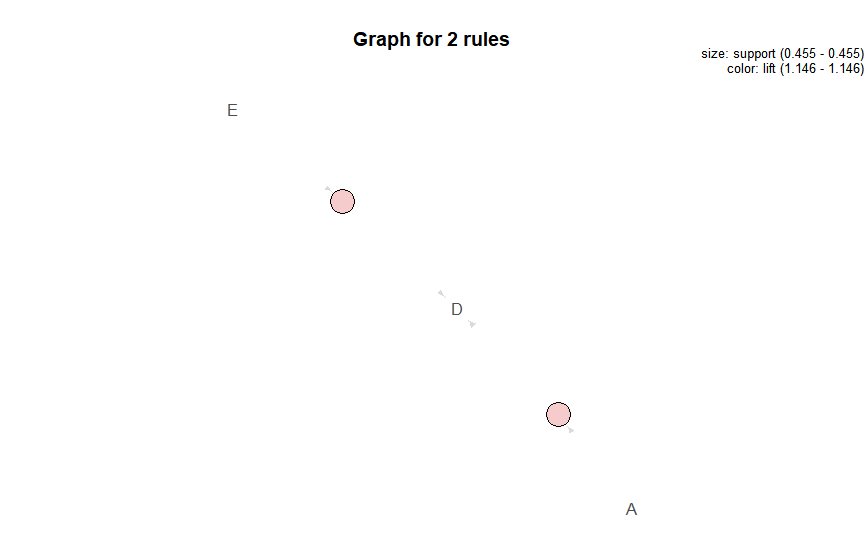 Graph for 2 rules
size: support (0.455 - 0.455)
color: lift (1.146 - 1.146)
E
D
A